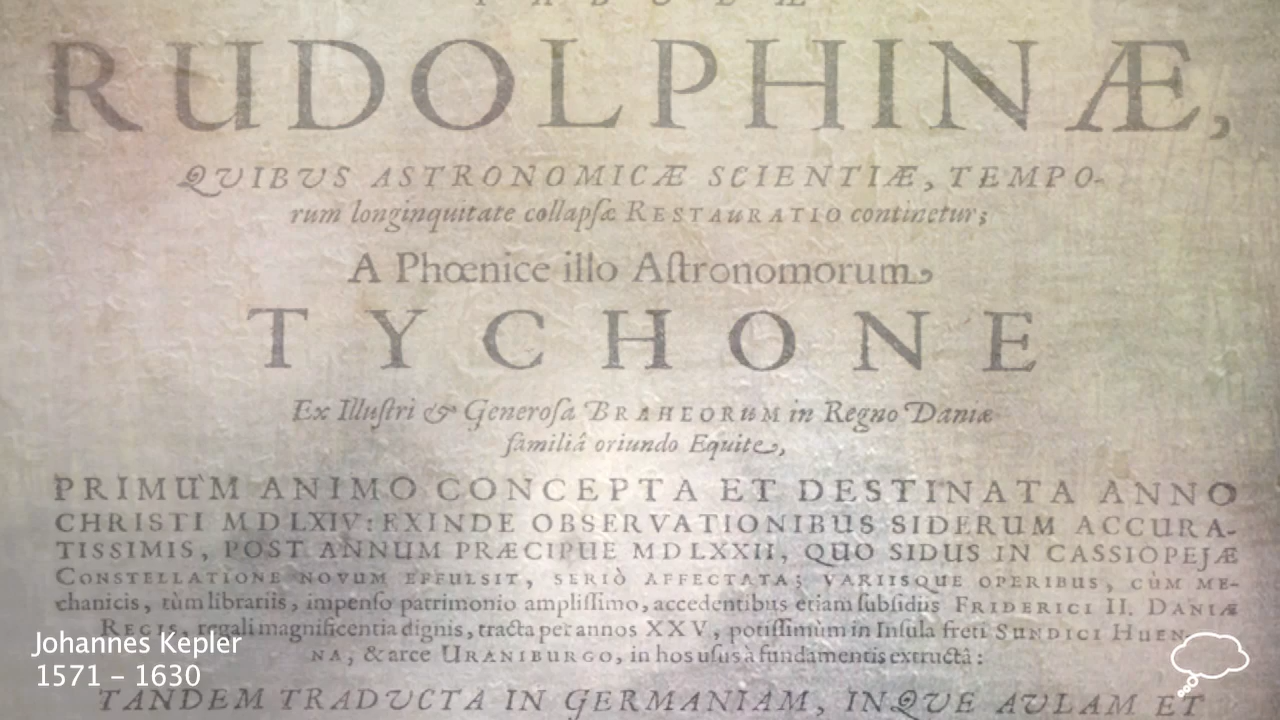 TABULÆ
RUDOLPHINÆ,
QUIBUS ASTRONOMICÆ SCIENTIÆ, TEMPO-
rum longinquitate collapſæ RESTAURATIO continetur;
A Phœnice illo Aſtronomorum,
TYCHONE
Ex Illuſtri & Generoſa BRAHEORUM in Regno Daniæ
familiâ oriundo Equite,
PRIMUM ANIMO CONCEPTA ET DESTINATA ANNO
CHRISTI MDLXIV: EXINDE OBSERVATIONIBUS SIDERUM ACCURA-
TISSIMIS, POST ANNUM PRÆCIPUE MDLXXII, QUO SIDUS IN CASSIOPEJÆ
CONSTELLATIONE NOVUM EFFULSIT, SERIÒ AFFECTATA; VARIISQUE OPERIBUS, CÙM ME-
chanicis, tùm librariis, impenſo patrimonio ampliſſimo, accedentibus etiam ſubſidiis FRIDERICI II. DANIÆ
REGIS, regali magnificentia dignis, tracta per annos XXV, potiſſimùm in Inſula freti SUNDICI HUEN-
NA, & arce URANIBURGO, in hos uſus à fundamentis extructâ:
TANDEM TRADUCTA IN GERMANIAM, INQUE AULAM ET
Johannes Kepler
1571 – 1630